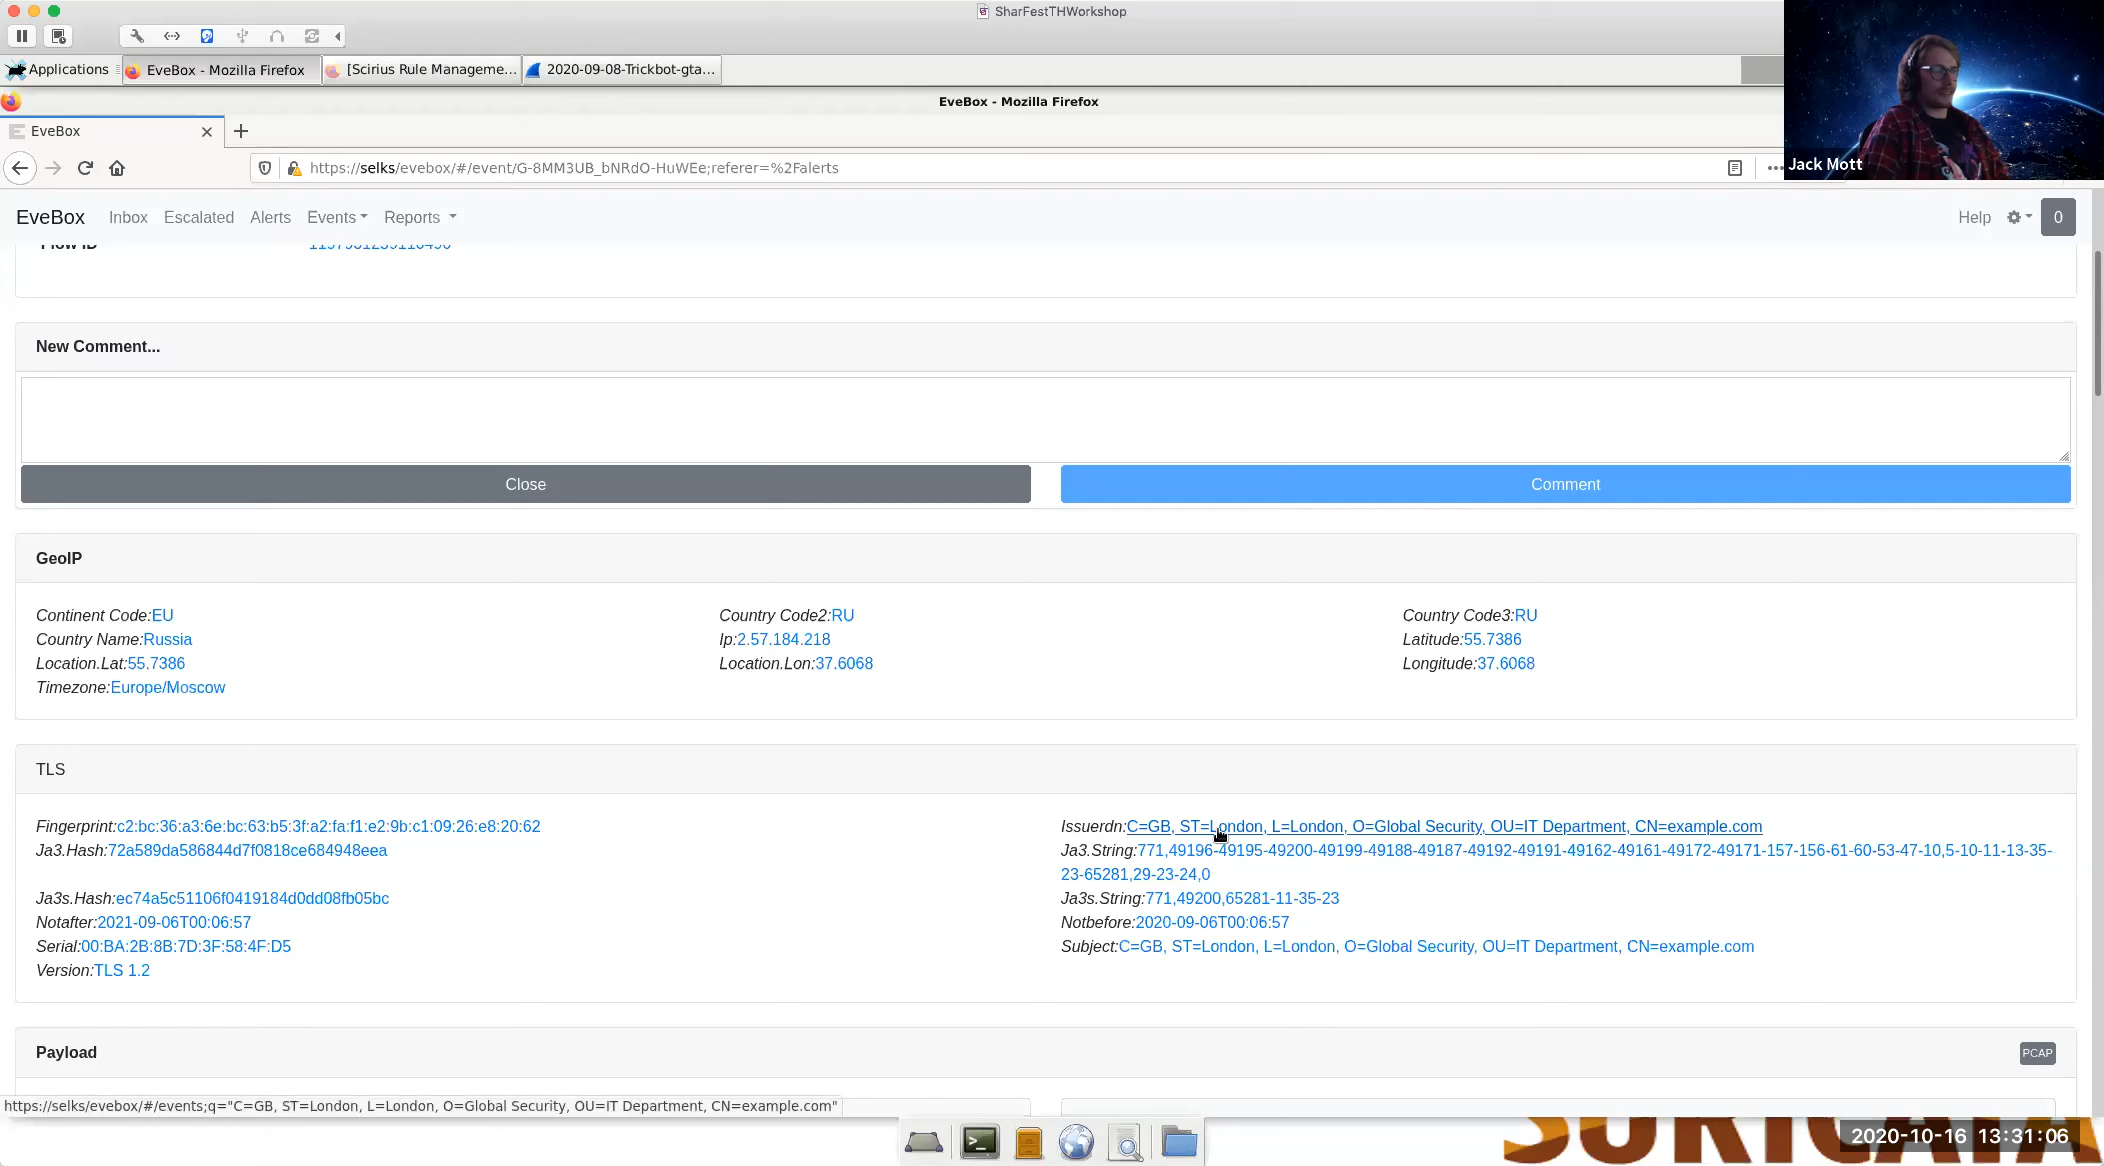 SharFestTHWorkshop
Applications
EveBox - Mozilla Firefox
[Scirius Rule Manageme...
2020-09-08-Trickbot-gta...
EveBox - Mozilla Firefox
EveBox
https://selks/evebox/#/event/G-8MM3UB_bNRdO-HuWEe;referer=%2Falerts
Jack Mott
EveBox
Inbox
Escalated
Alerts
Events
Reports
Help
0
Flow ID
New Comment...
Close
Comment
GeoIP
Continent Code:EU
Country Code2:RU
Country Code3:RU
Country Name:Russia
Ip:2.57.184.218
Latitude:55.7386
Location.Lat:55.7386
Location.Lon:37.6068
Longitude:37.6068
Timezone:Europe/Moscow
TLS
Fingerprint:c2:bc:36:a3:6e:bc:63:b5:3f:a2:fa:f1:e2:9b:c1:09:26:e8:20:62
Issuerdn:C=GB, ST=London, L=London, O=Global Security, OU=IT Department, CN=example.com
Ja3.Hash:72a589da586844d7f0818ce684948eea
Ja3.String:771,49196-49195-49200-49199-49188-49187-49192-49191-49162-49161-49172-49171-157-156-61-60-53-47-10,5-10-11-13-35-
23-65281,29-23-24,0
Ja3s.Hash:ec74a5c51106f0419184d0dd08fb05bc
Ja3s.String:771,49200,65281-11-35-23
Notafter:2021-09-06T00:06:57
Notbefore:2020-09-06T00:06:57
Serial:00:BA:2B:8B:7D:3F:58:4F:D5
Subject:C=GB, ST=London, L=London, O=Global Security, OU=IT Department, CN=example.com
Version:TLS 1.2
Payload
PCAP
https://selks/evebox/#/events;q="C=GB, ST=London, L=London, O=Global Security, OU=IT Department, CN=example.com"
SURICATA
2020-10-16 13:31:06